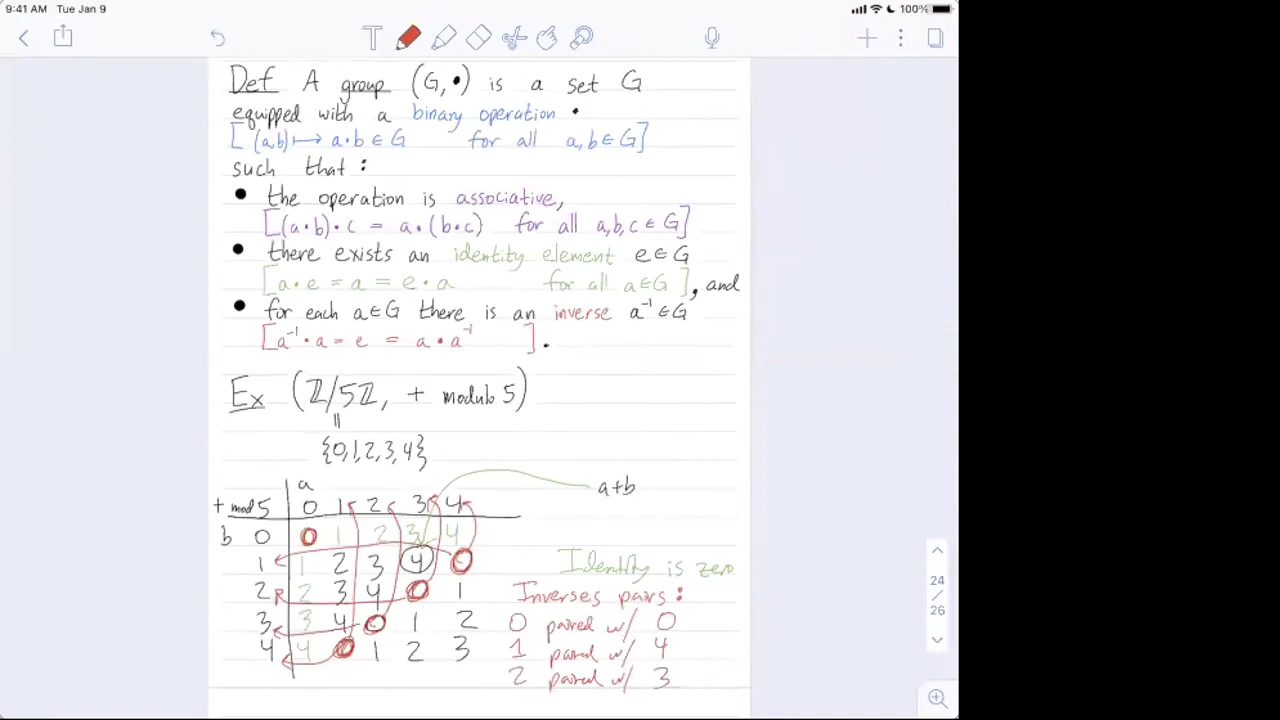 9:41 AM Tue Jan 9
100%
Def A group (G, •) is a set G
equipped with a binary operation •
[(a,b) ↦ a•b ∈ G for all a,b ∈ G]
such that :
• the operation is associative,
[(a•b)•c = a•(b•c) for all a,b,c ∈ G]
• there exists an identity element e ∈ G
[a•e = a = e•a for all a ∈ G], and
• for each a ∈ G there is an inverse a⁻¹ ∈ G
[a⁻¹•a = e = a•a⁻¹ ].
Ex (ℤ/5ℤ, + modulo 5)
||
{0,1,2,3,4}
a
a+b
+ mod 5 0 1 2 3 4
b 0 0 1 2 3 4
1 1 2 3 4 0
2 2 3 4 0 1
3 3 4 0 1 2
4 4 0 1 2 3
Identity is zero
Inverses pairs :
0 paired w/ 0
1 paired w/ 4
2 paired w/ 3
24
/
26